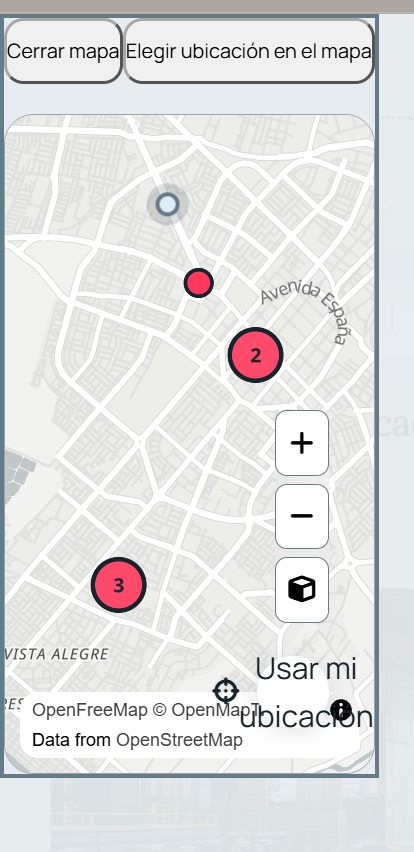 Cerrar mapa
Elegir ubicación en el mapa
Avenida España
2
3
VISTA ALEGRE
Usar mi
ubicación
OpenFreeMap © OpenMapT
Data from OpenStreetMap